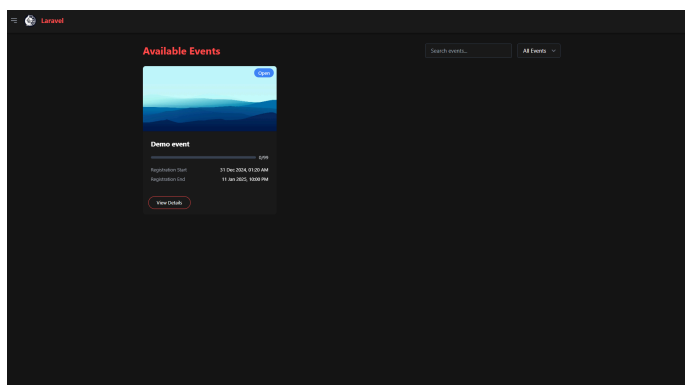 Laravel
Available Events
Search events...
All Events
Open
Demo event
0/99
Registration Start 31 Dec 2024, 01:20 AM
Registration End 11 Jan 2025, 10:00 PM
View Details